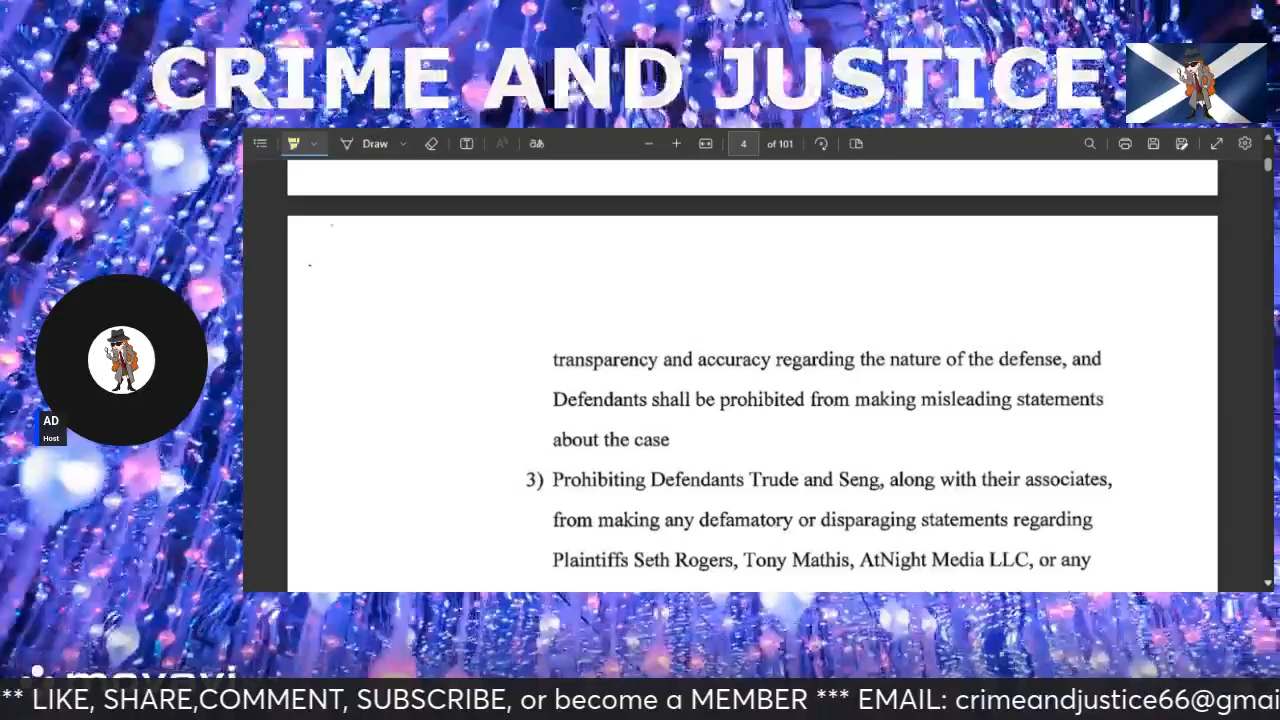 CRIME AND JUSTICE
Draw
4 of 101
transparency and accuracy regarding the nature of the defense, and
Defendants shall be prohibited from making misleading statements
about the case
3) Prohibiting Defendants Trude and Seng, along with their associates,
from making any defamatory or disparaging statements regarding
Plaintiffs Seth Rogers, Tony Mathis, AtNight Media LLC, or any
AD
Host
movavi
** LIKE, SHARE,COMMENT, SUBSCRIBE, or become a MEMBER *** EMAIL: crimeandjustice66@gmai